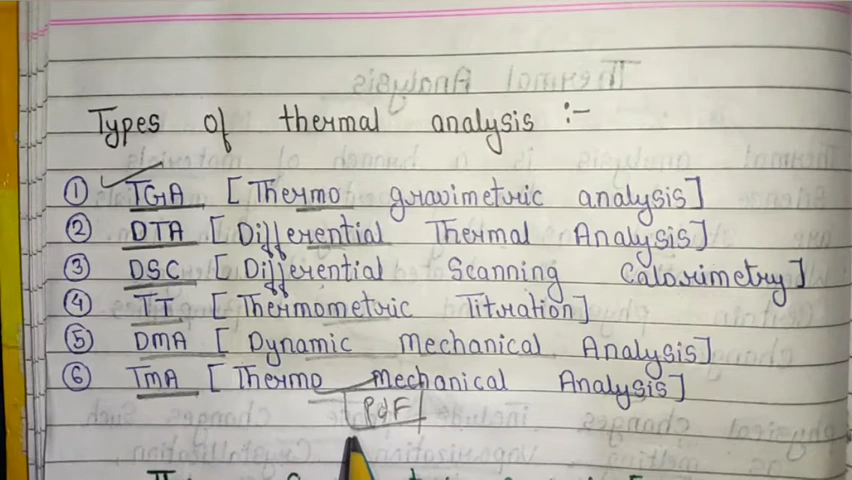 Types of thermal analysis :-
① TGA [Thermo gravimetric analysis]
② DTA [Differential Thermal Analysis]
③ DSC [Differential Scanning Calorimetry]
④ TT [Thermometric Titration]
⑤ DMA [Dynamic Mechanical Analysis]
⑥ TMA [Thermo Mechanical Analysis]
PdF